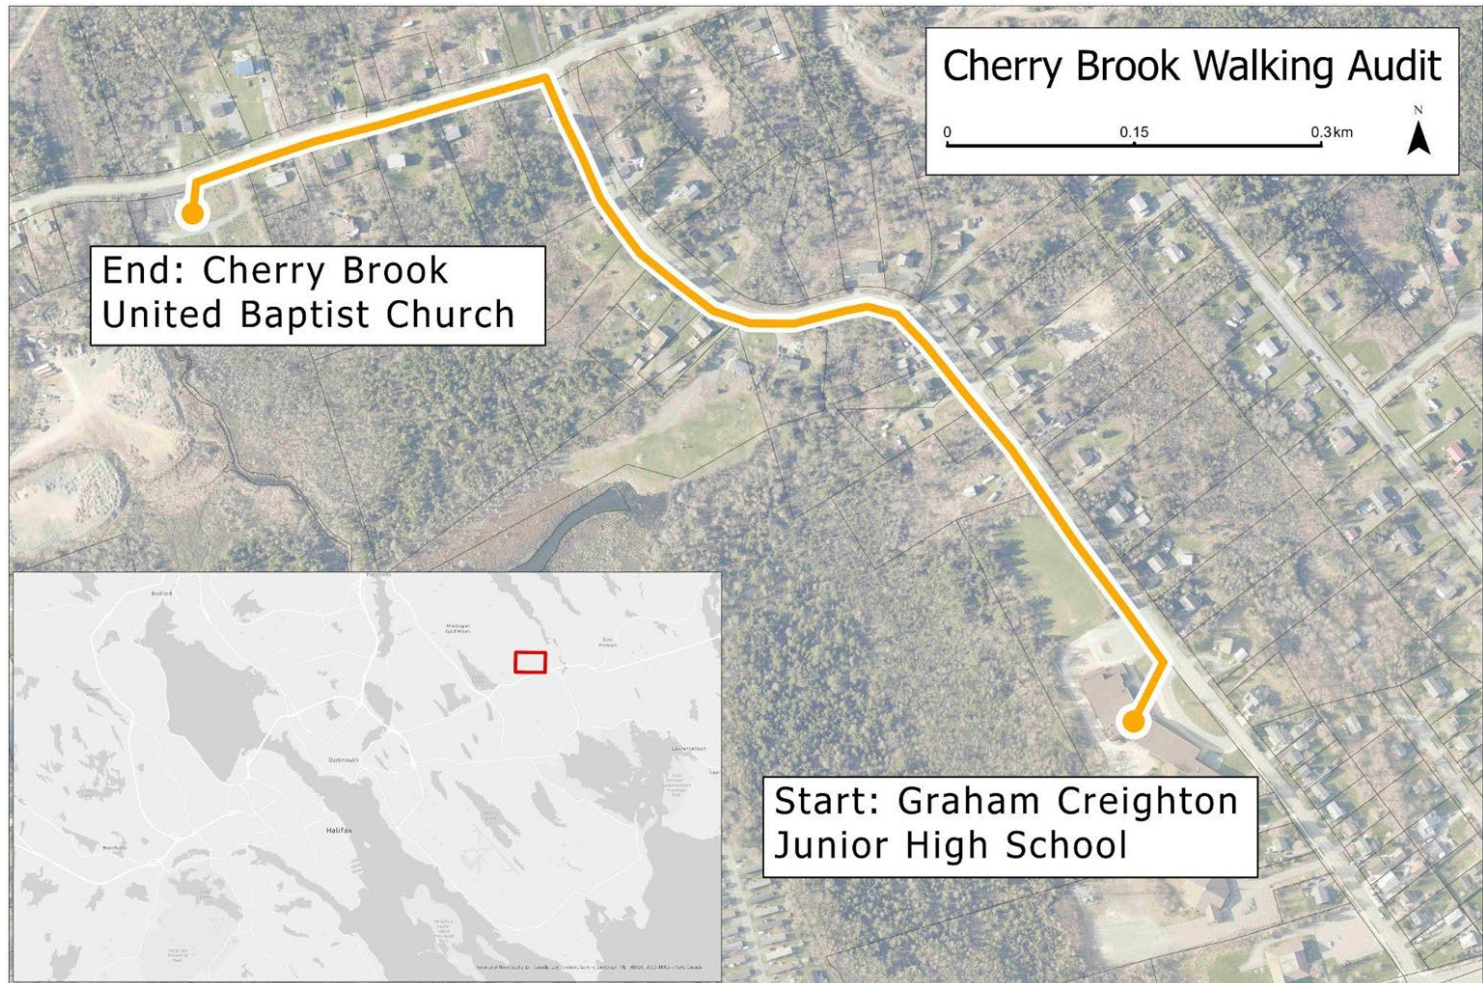 Cherry Brook Walking Audit
N
0 0.15 0.3km
End: Cherry Brook
United Baptist Church
Start: Graham Creighton
Junior High School
Bedford
Dartmouth
Halifax
Lawrencetown